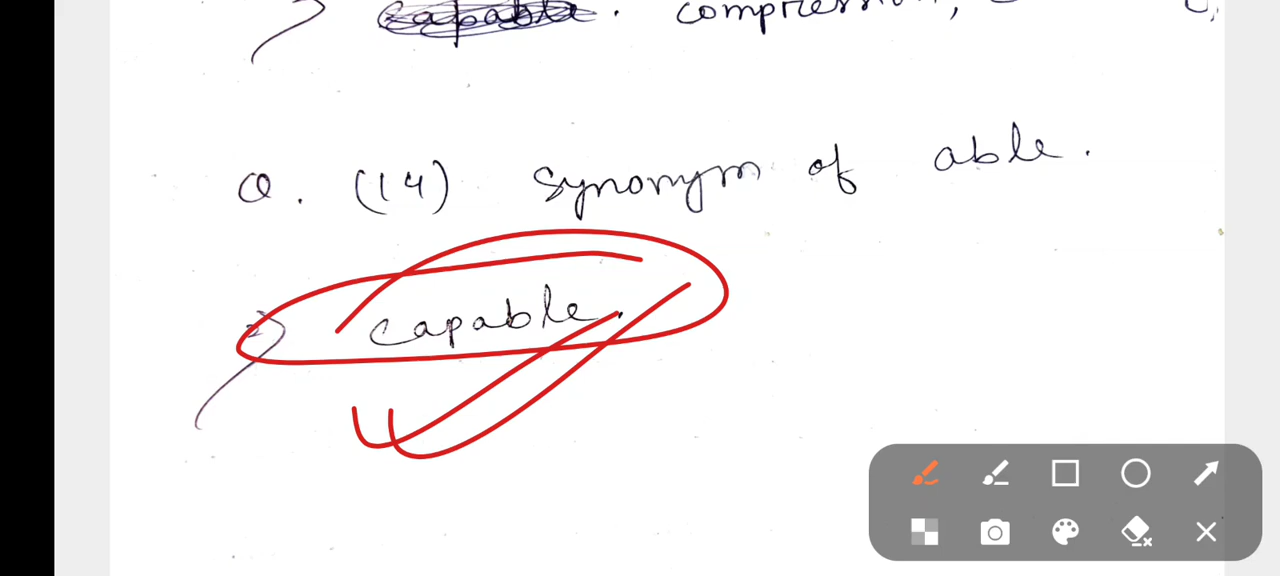 capable. compression,
Q. (14) Synonym of able.
capable.